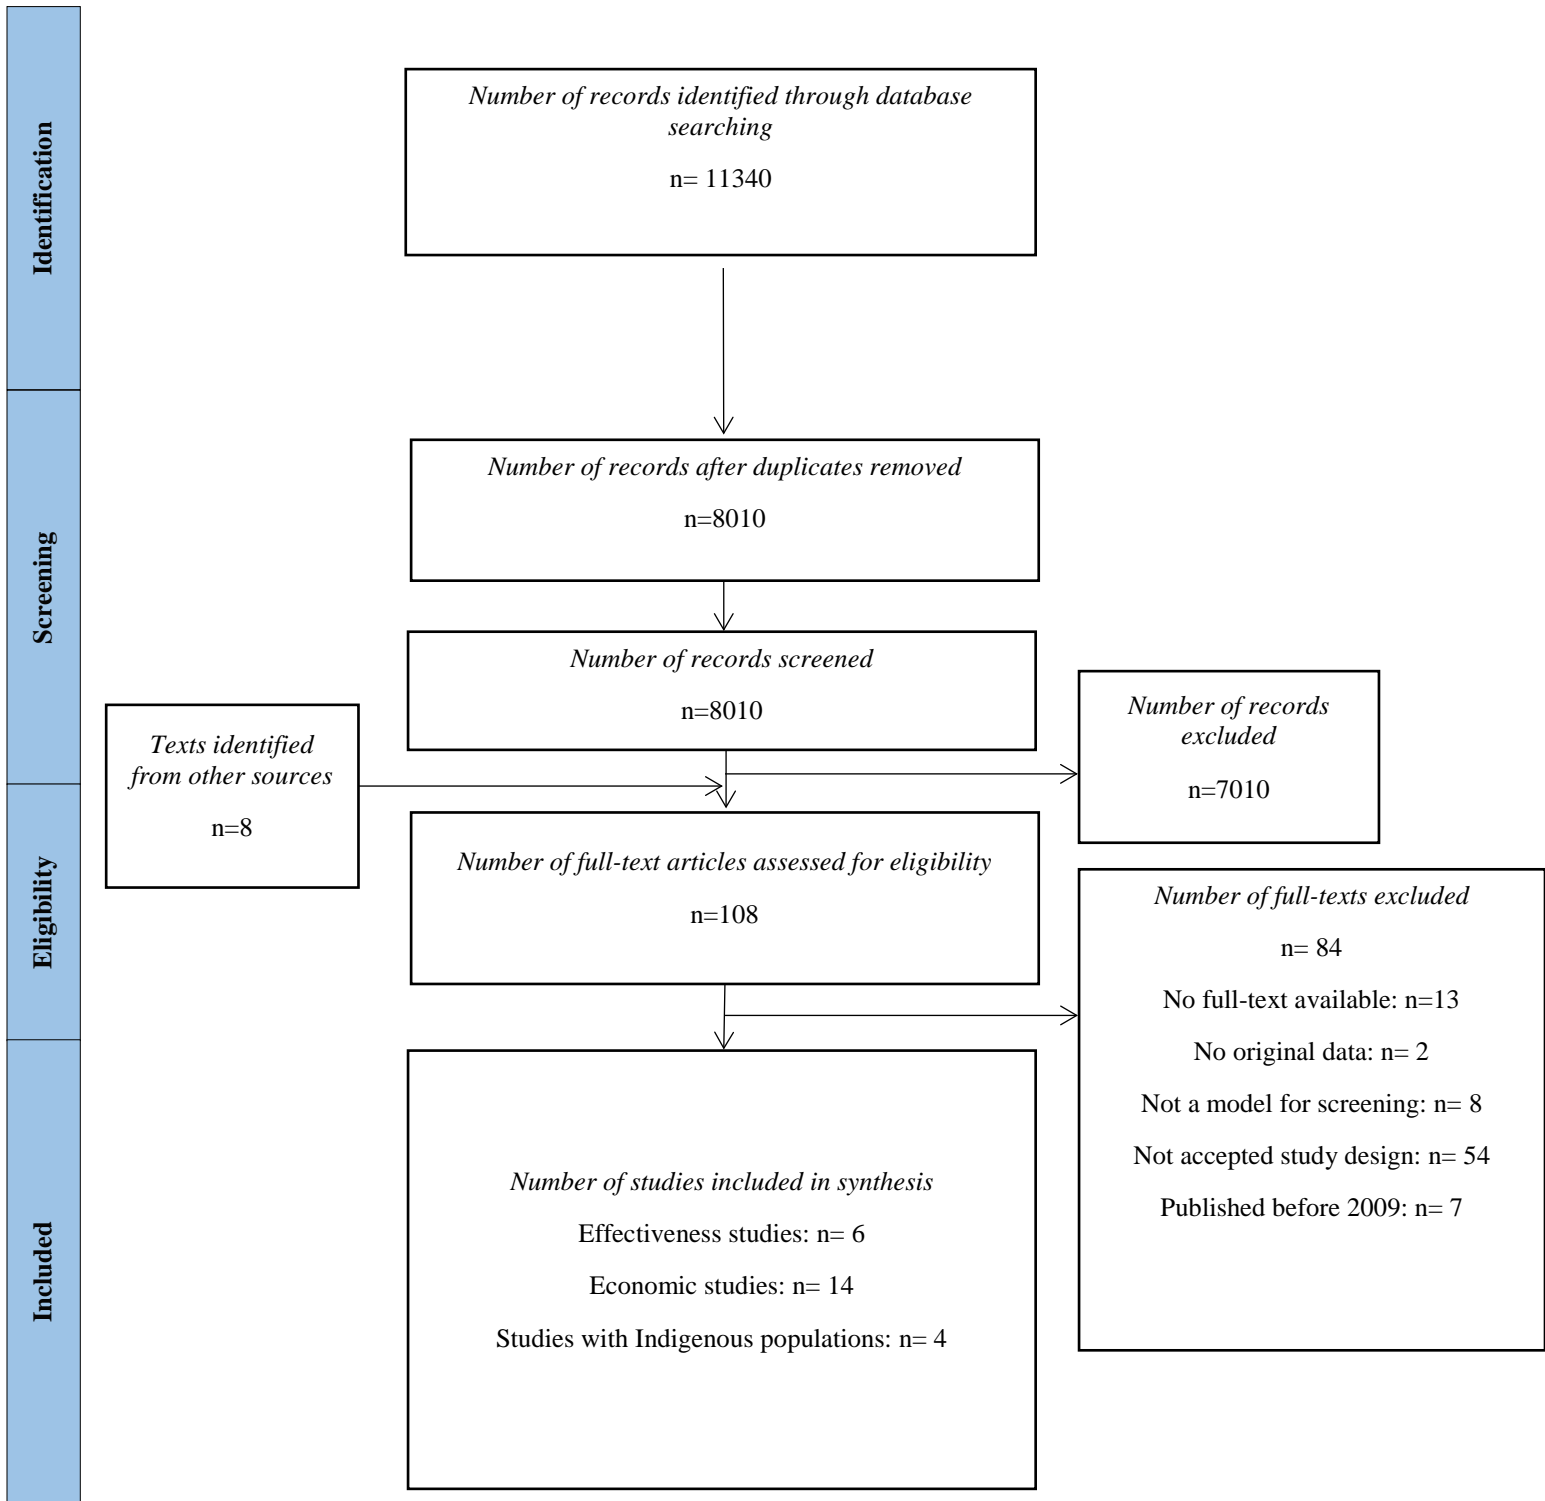 Identification
Number of records identified through database
searching
n= 11340
Screening
Number of records after duplicates removed
n=8010
Number of records screened
n=8010
Number of records
excluded
n=7010
Texts identified
from other sources
n=8
Eligibility
Number of full-text articles assessed for eligibility
n=108
Number of full-texts excluded
n= 84
No full-text available: n=13
No original data: n= 2
Not a model for screening: n= 8
Not accepted study design: n= 54
Published before 2009: n= 7
Included
Number of studies included in synthesis
Effectiveness studies: n= 6
Economic studies: n= 14
Studies with Indigenous populations: n= 4